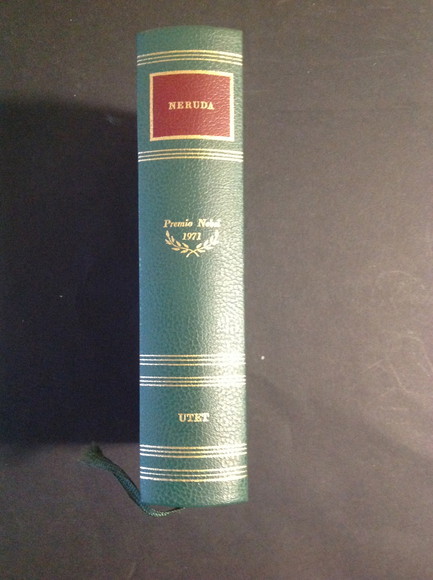 NERUDA
Premio Nobel
1971
UTET